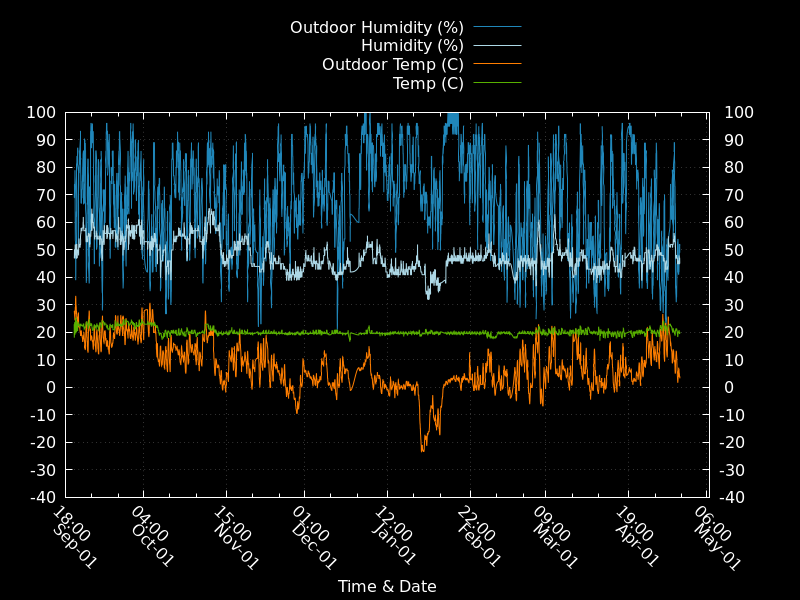 Outdoor Humidity (%)
Humidity (%)
Outdoor Temp (C)
Temp (C)
100 100
90 90
80 80
70 70
60 60
50 50
40 40
30 30
20 20
10 10
0 0
-10 -10
-20 -20
-30 -30
-40 -40
18:00 04:00 15:00 01:00 12:00 22:00 09:00 19:00 06:00
Sep-01 Oct-01 Nov-01 Dec-01 Jan-01 Feb-01 Mar-01 Apr-01 May-01
Time & Date